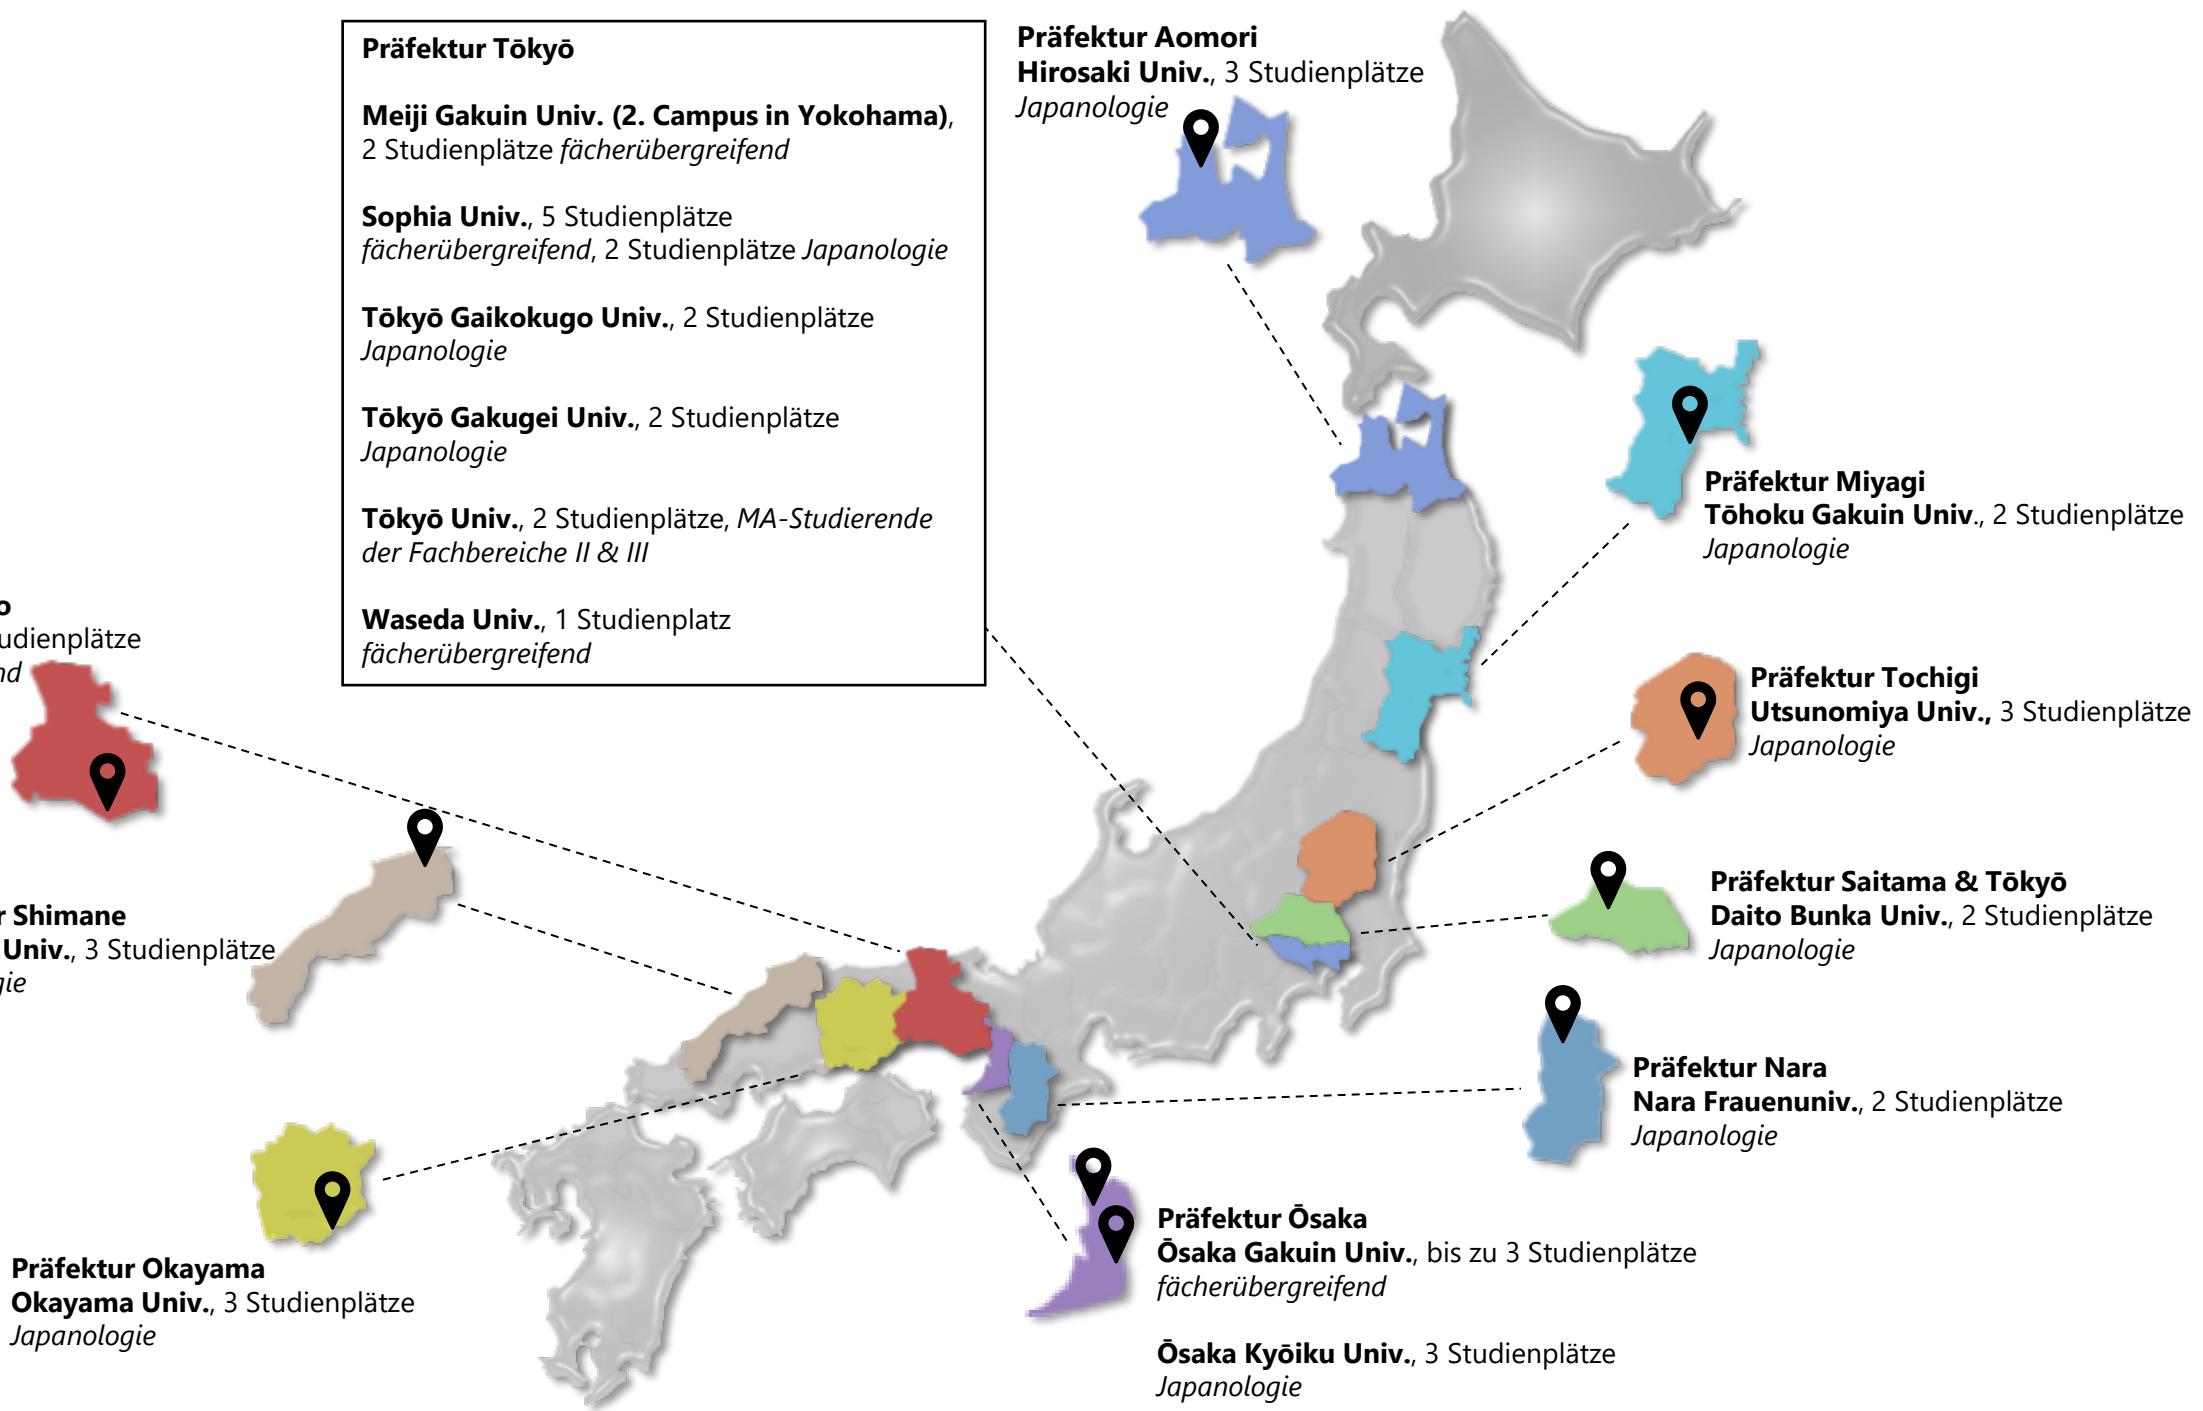 Präfektur Tōkyō
Meiji Gakuin Univ. (2. Campus in Yokohama),
2 Studienplätze fächerübergreifend
Sophia Univ., 5 Studienplätze
fächerübergreifend, 2 Studienplätze Japanologie
Tōkyō Gaikokugo Univ., 2 Studienplätze
Japanologie
Tōkyō Gakugei Univ., 2 Studienplätze
Japanologie
Tōkyō Univ., 2 Studienplätze, MA-Studierende
der Fachbereiche II & III
Waseda Univ., 1 Studienplatz
fächerübergreifend
Präfektur Aomori
Hirosaki Univ., 3 Studienplätze
Japanologie
Präfektur Miyagi
Tōhoku Gakuin Univ., 2 Studienplätze
Japanologie
Präfektur Tochigi
Utsunomiya Univ., 3 Studienplätze
Japanologie
Präfektur Saitama & Tōkyō
Daito Bunka Univ., 2 Studienplätze
Japanologie
Präfektur Nara
Nara Frauenuniv., 2 Studienplätze
Japanologie
Präfektur Ōsaka
Ōsaka Gakuin Univ., bis zu 3 Studienplätze
fächerübergreifend
Ōsaka Kyōiku Univ., 3 Studienplätze
Japanologie
o
udienplätze
nd
r Shimane
Univ., 3 Studienplätze
gie
Präfektur Okayama
Okayama Univ., 3 Studienplätze
Japanologie